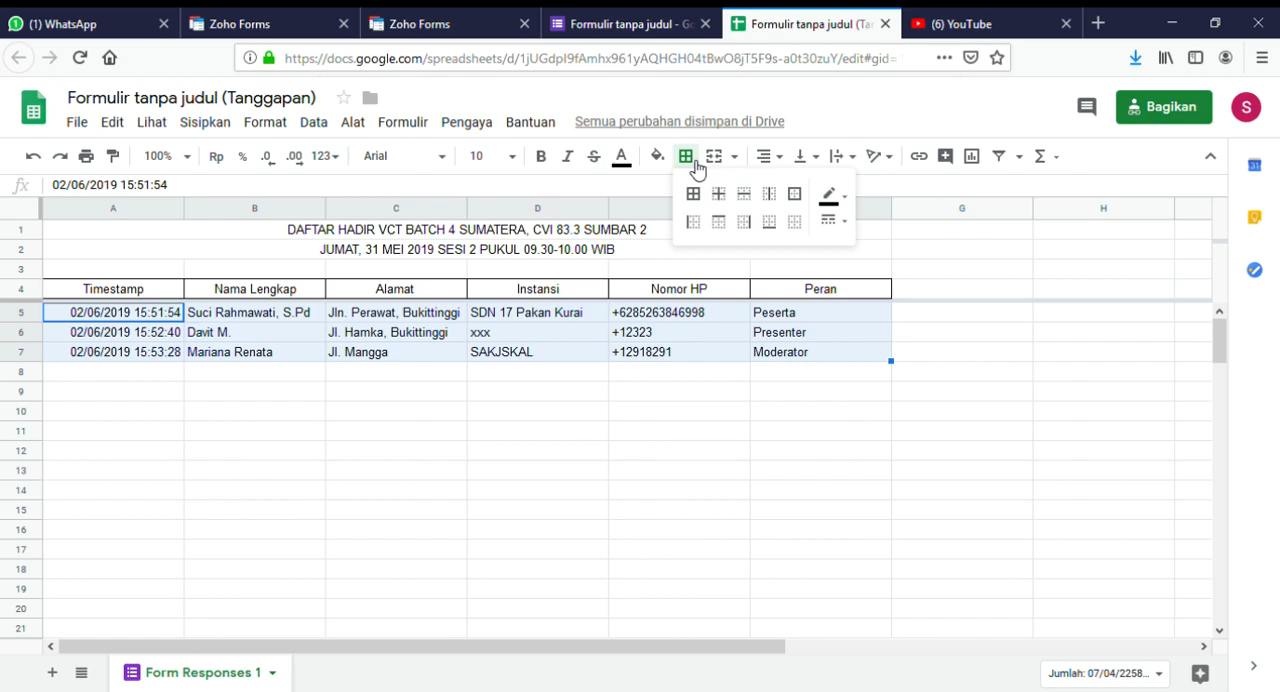 (1) WhatsApp
Zoho Forms
Zoho Forms
Formulir tanpa judul - Go
Formulir tanpa judul (Tan
(6) YouTube
https://docs.google.com/spreadsheets/d/1jUGdpI9fAmhx961yAQHGH04tBwO8jT5F9s-a0t30zuY/edit#gid=
Formulir tanpa judul (Tanggapan)
File Edit Lihat Sisipkan Format Data Alat Formulir Pengaya Bantuan Semua perubahan disimpan di Drive
Bagikan
S
100% Rp % .0 .00 123 Arial 10 B I S A
fx 02/06/2019 15:51:54
A B C D G H
1 DAFTAR HADIR VCT BATCH 4 SUMATERA, CVI 83.3 SUMBAR 2
2 JUMAT, 31 MEI 2019 SESI 2 PUKUL 09.30-10.00 WIB
3
4 Timestamp Nama Lengkap Alamat Instansi Nomor HP Peran
5 02/06/2019 15:51:54 Suci Rahmawati, S.Pd Jln. Perawat, Bukittinggi SDN 17 Pakan Kurai +6285263846998 Peserta
6 02/06/2019 15:52:40 Davit M. Jl. Hamka, Bukittinggi xxx +12323 Presenter
7 02/06/2019 15:53:28 Mariana Renata Jl. Mangga SAKJSKAL +12918291 Moderator
8
9
10
11
12
13
14
15
16
17
18
19
20
21
Form Responses 1
Jumlah: 07/04/2258...
31